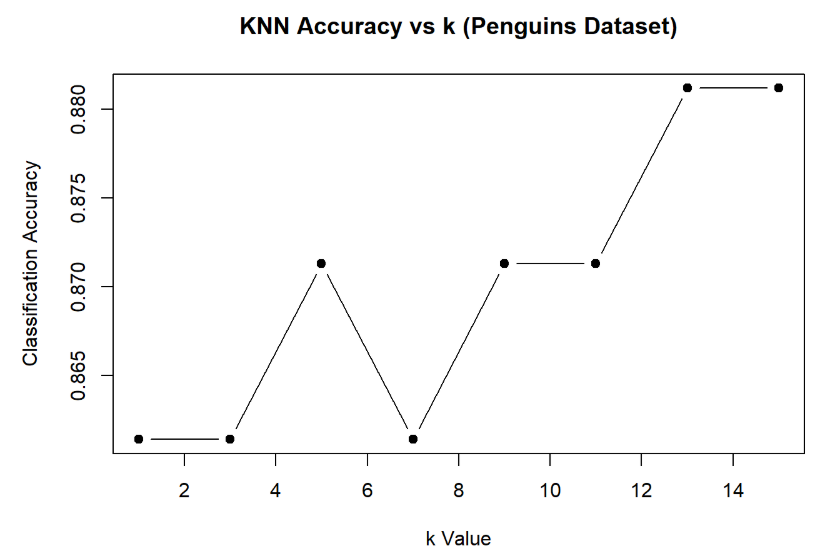 KNN Accuracy vs k (Penguins Dataset)
Classification Accuracy
0.880
0.875
0.870
0.865
2 4 6 8 10 12 14
k Value